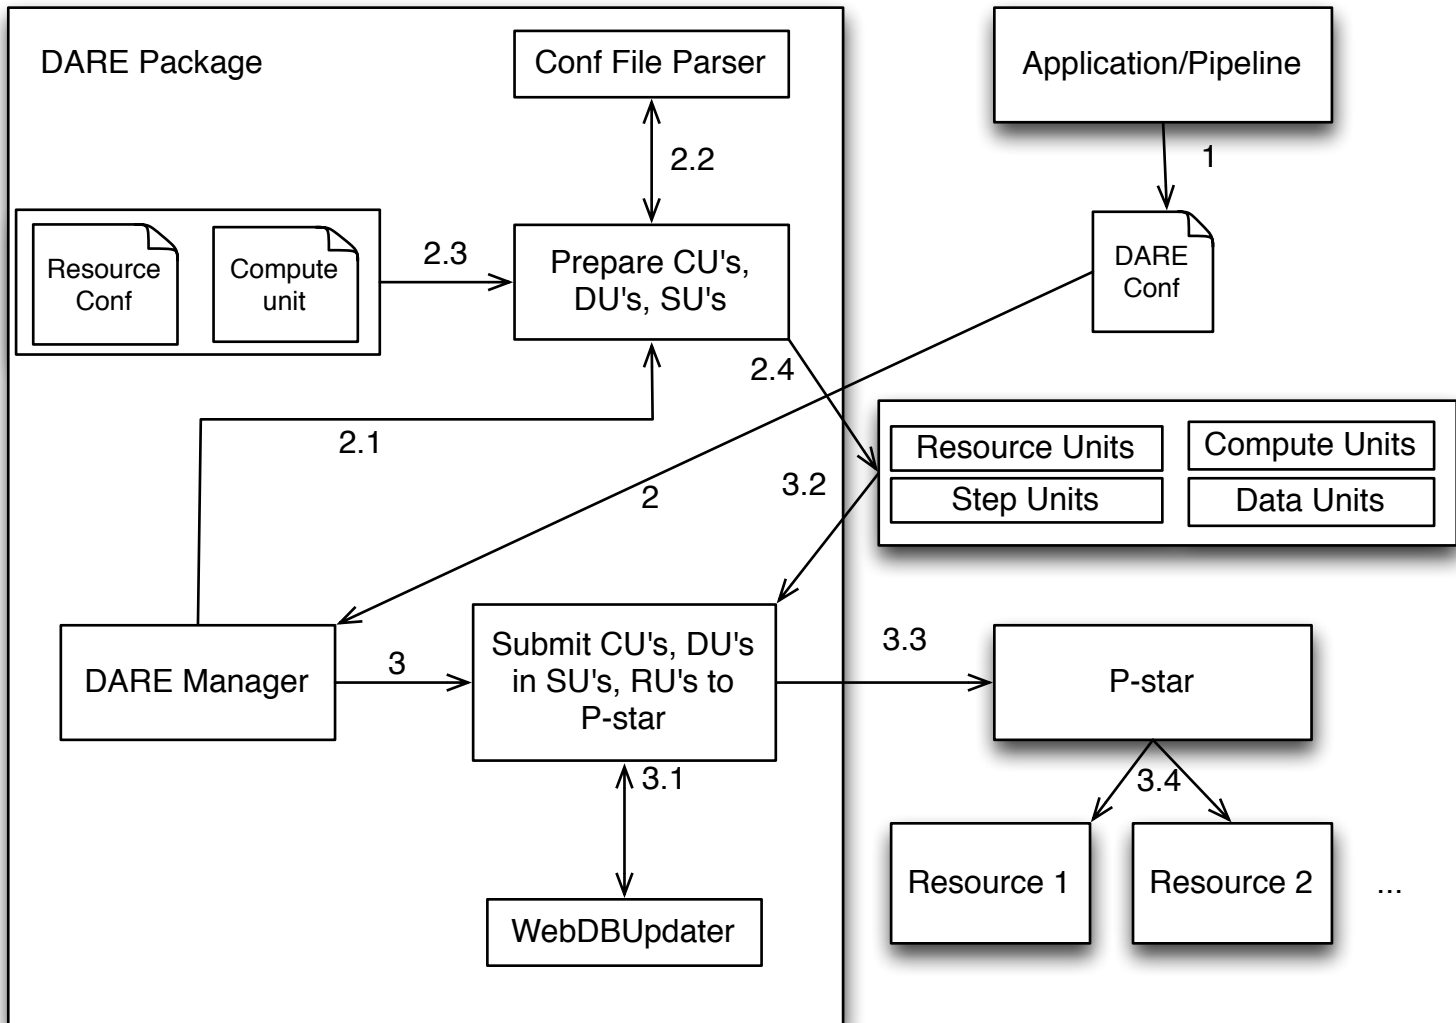 DARE Package
Conf File Parser
Application/Pipeline
1
2.2
Resource
Conf
Compute
unit
2.3
Prepare CU's,
DU's, SU's
DARE
Conf
2.4
2.1
Resource Units
Compute Units
Step Units
Data Units
3.2
2
DARE Manager
3
Submit CU's, DU's
in SU's, RU's to
P-star
3.3
P-star
3.1
3.4
Resource 1
Resource 2
...
WebDBUpdater